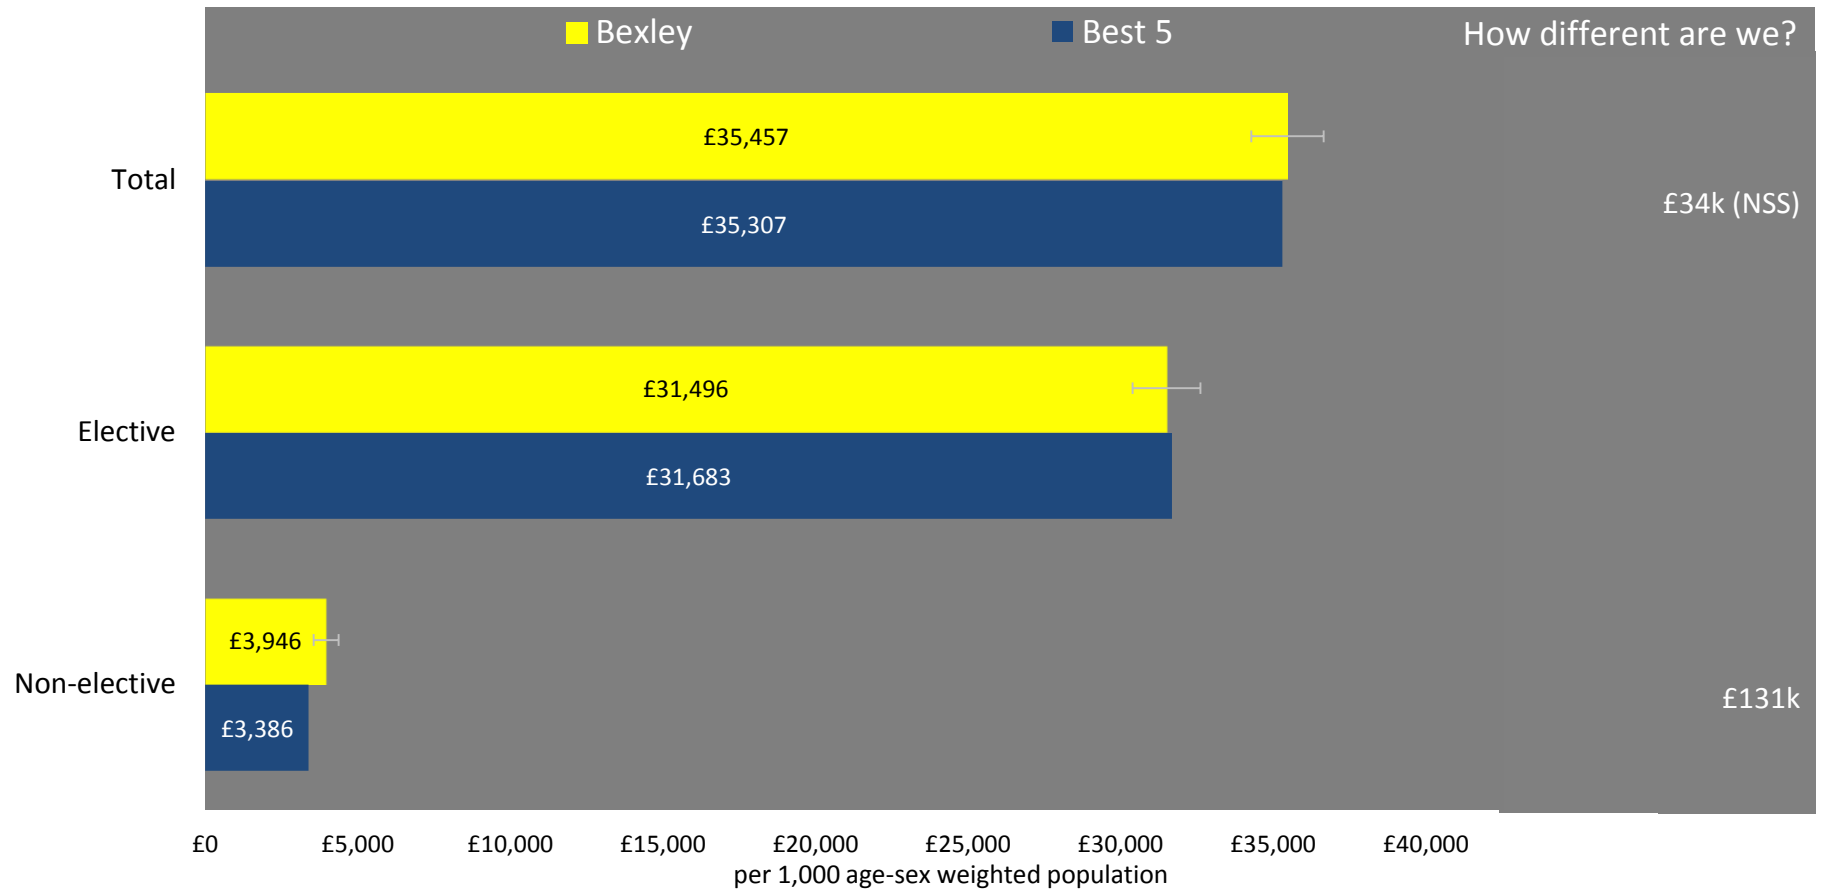 Bexley
Best 5
How different are we?
Total
£35,457
£35,307
£34k (NSS)
Elective
£31,496
£31,683
Non-elective
£3,946
£3,386
£131k
£0 £5,000 £10,000 £15,000 £20,000 £25,000 £30,000 £35,000 £40,000
per 1,000 age-sex weighted population